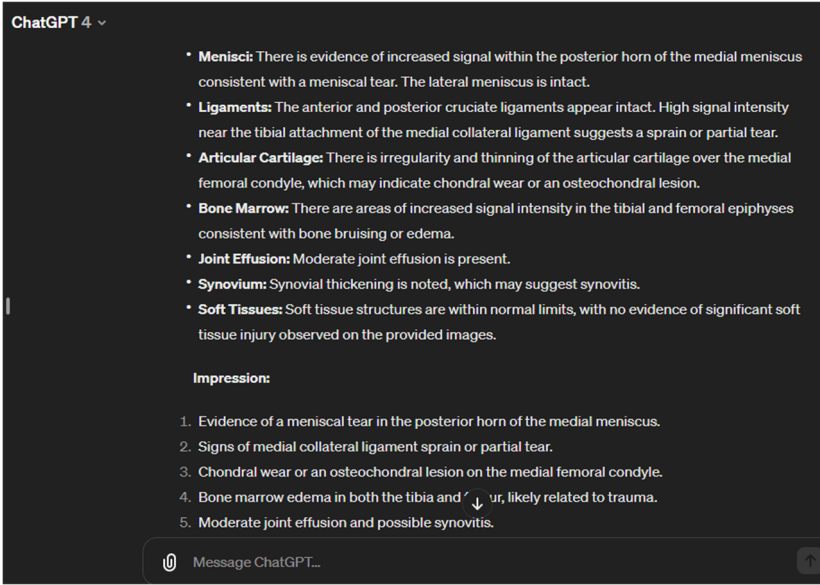 ChatGPT 4
• Menisci: There is evidence of increased signal within the posterior horn of the medial meniscus
consistent with a meniscal tear. The lateral meniscus is intact.
• Ligaments: The anterior and posterior cruciate ligaments appear intact. High signal intensity
near the tibial attachment of the medial collateral ligament suggests a sprain or partial tear.
• Articular Cartilage: There is irregularity and thinning of the articular cartilage over the medial
femoral condyle, which may indicate chondral wear or an osteochondral lesion.
• Bone Marrow: There are areas of increased signal intensity in the tibial and femoral epiphyses
consistent with bone bruising or edema.
• Joint Effusion: Moderate joint effusion is present.
• Synovium: Synovial thickening is noted, which may suggest synovitis.
• Soft Tissues: Soft tissue structures are within normal limits, with no evidence of significant soft
tissue injury observed on the provided images.
Impression:
1. Evidence of a meniscal tear in the posterior horn of the medial meniscus.
2. Signs of medial collateral ligament sprain or partial tear.
3. Chondral wear or an osteochondral lesion on the medial femoral condyle.
4. Bone marrow edema in both the tibia and likely related to trauma.
5. Moderate joint effusion and possible synovitis.
Message ChatGPT...